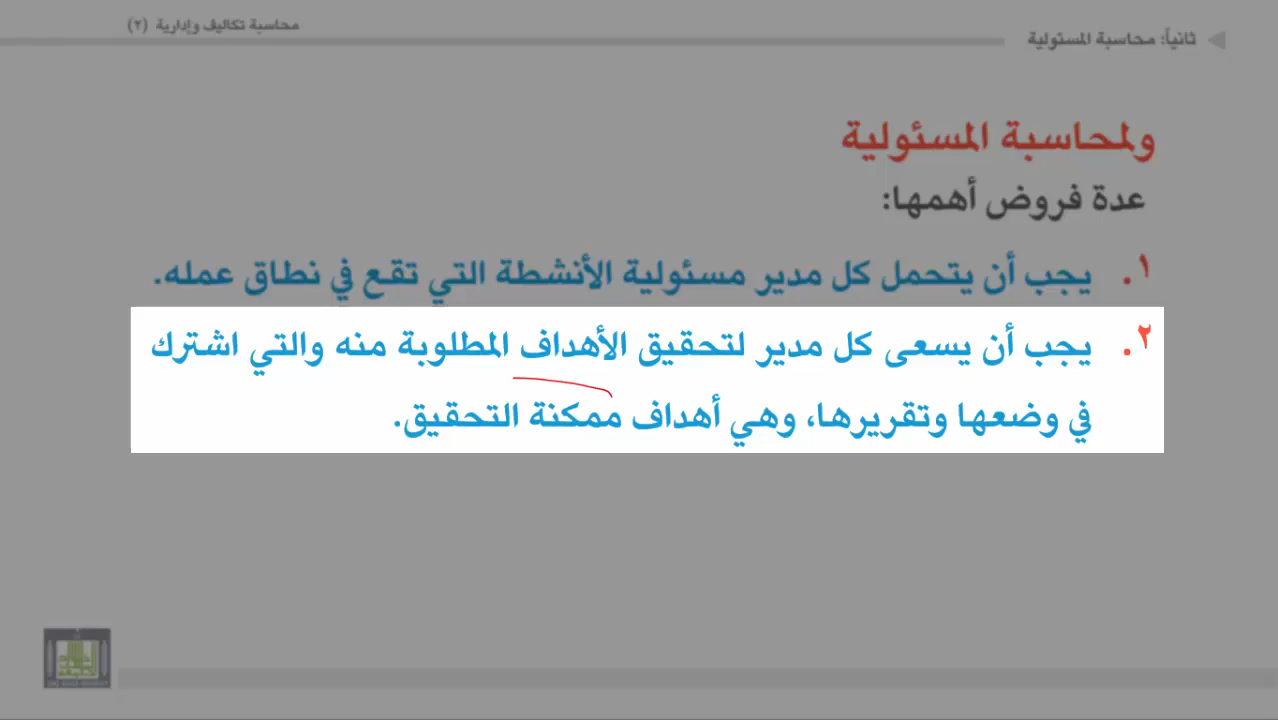 محاسبة تكاليف وإدارية (٢)
ثانياً: محاسبة المسئولية
ولمحاسبة المسئولية
عدة فروض أهمها:
١. يجب أن يتحمل كل مدير مسئولية الأنشطة التي تقع في نطاق عمله.
٢. يجب أن يسعى كل مدير لتحقيق الأهداف المطلوبة منه والتي اشترك
في وضعها وتقريرها، وهي أهداف ممكنة التحقيق.